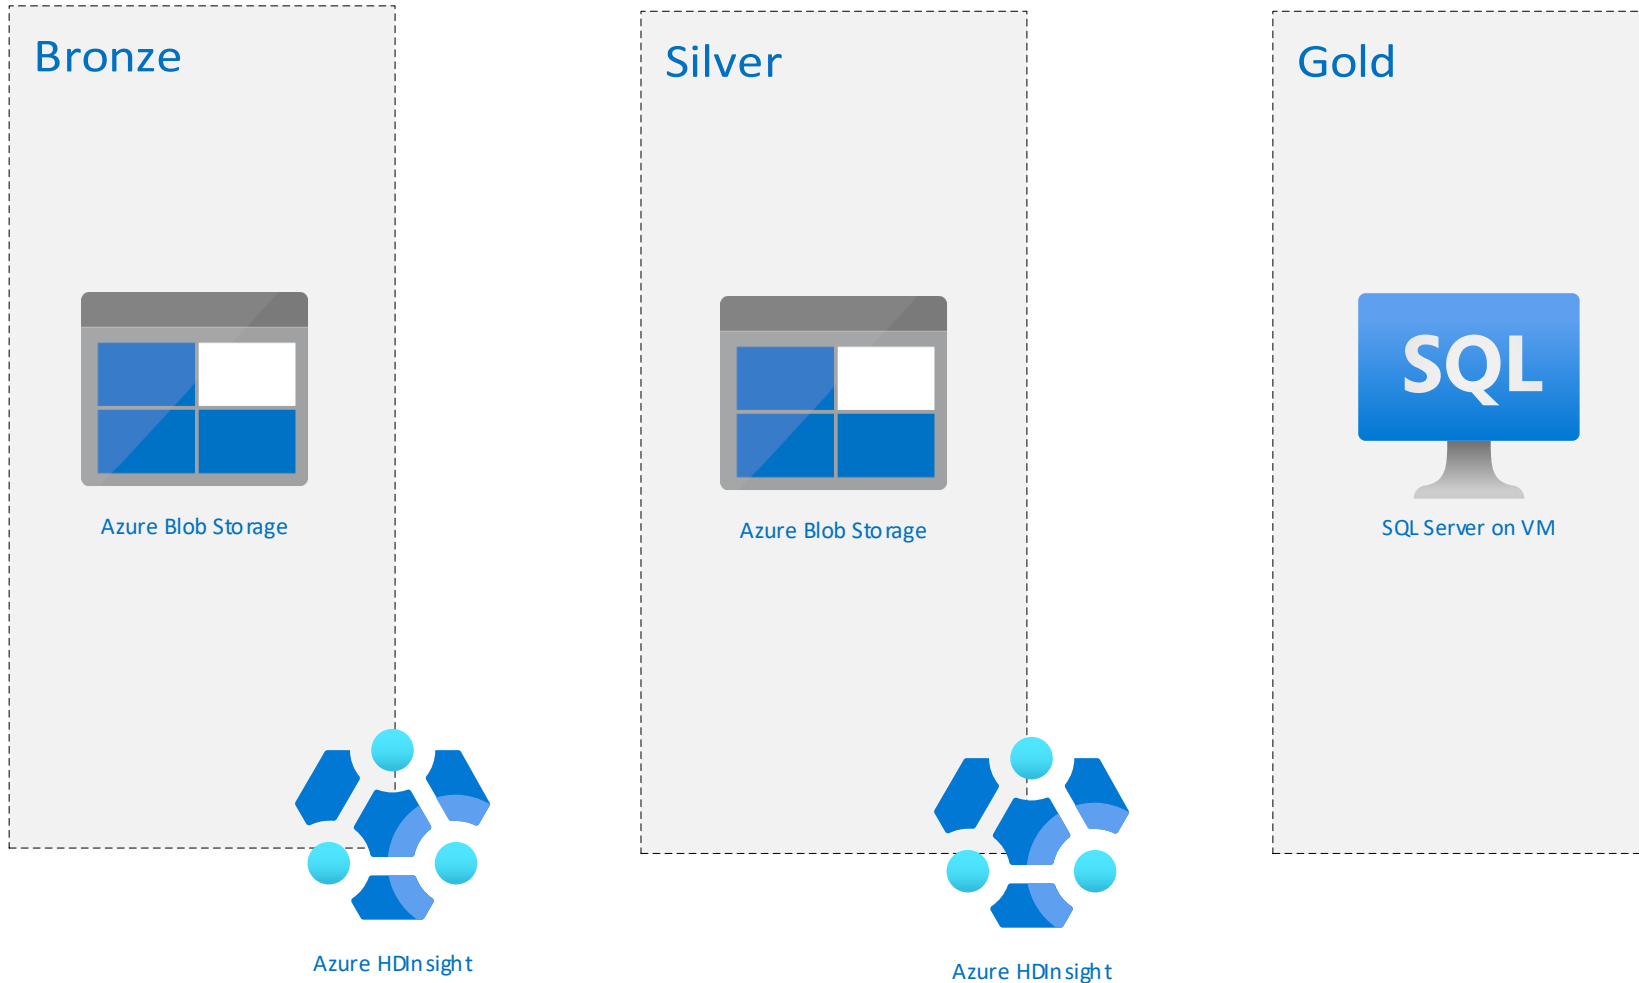 Bronze
Silver
Gold
SQL
Azure Blob Storage
Azure Blob Storage
SQL Server on VM
Azure HDInsight
Azure HDInsight